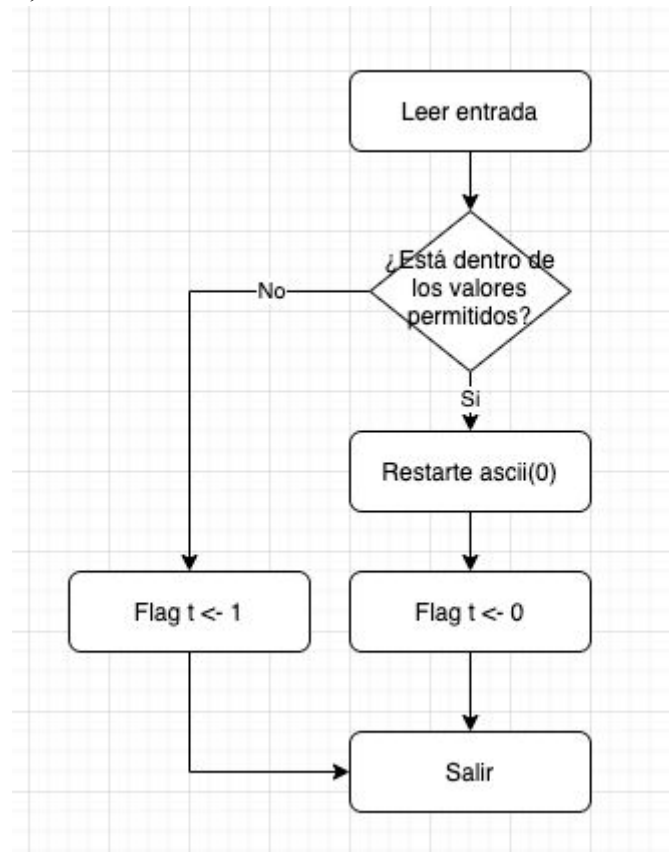 Leer entrada
¿Está dentro de
los valores
permitidos?
No
Si
Restarte ascii(0)
Flag t <- 1
Flag t <- 0
Salir